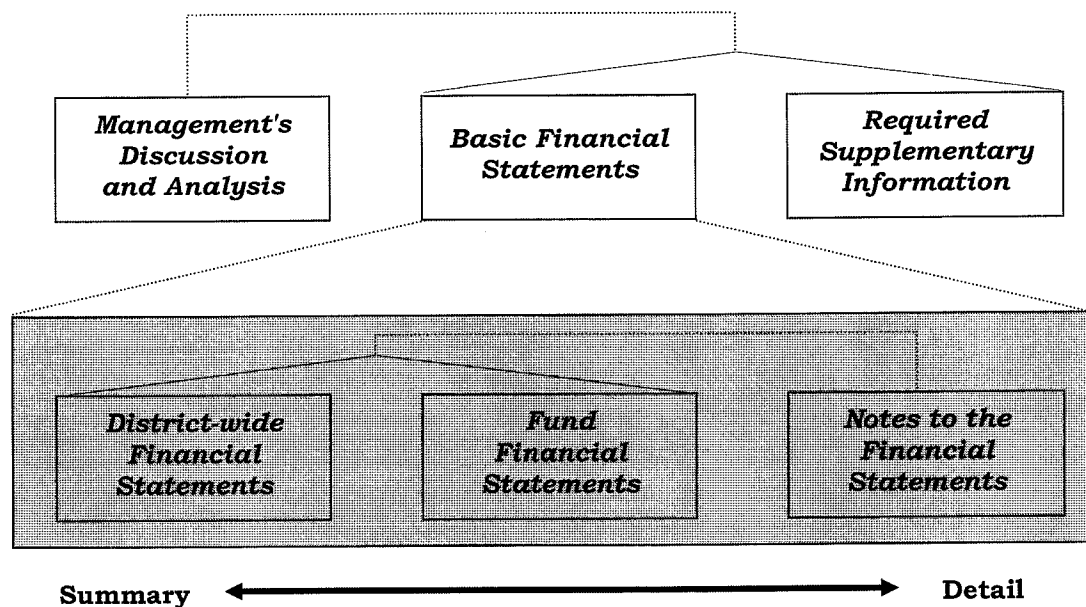 Management's
Discussion
and Analysis
Basic Financial
Statements
Required
Supplementary
Information
District-wide
Financial
Statements
Fund
Financial
Statements
Notes to the
Financial
Statements
Summary
Detail